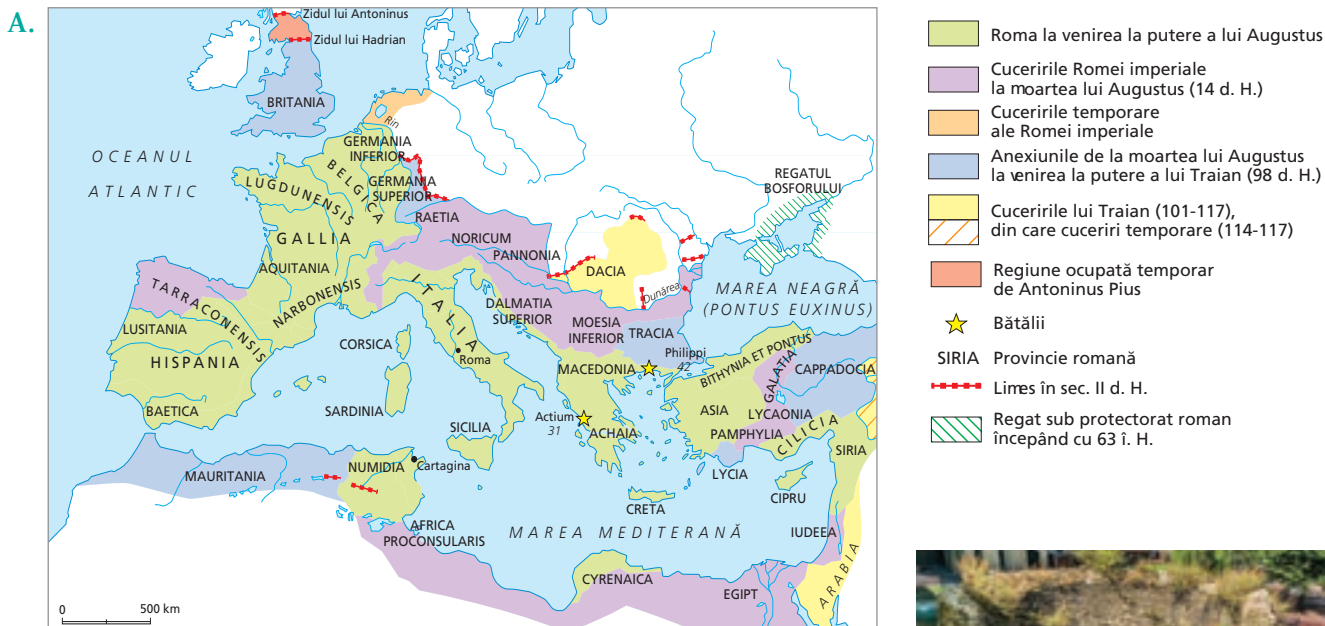 A.
Zidul lui Antoninus
Zidul lui Hadrian
BRITANIA
OCEANUL
ATLANTIC
Rin
GERMANIA
INFERIOR
BELGICA
GERMANIA
SUPERIOR
LUGDUNENSIS
GALLIA
RAETIA
NORICUM
PANNONIA
AQUITANIA
NARBONENSIS
ITALIA
DALMATIA
SUPERIOR
DACIA
Dunărea
REGATUL
BOSFORULUI
MAREA NEAGRĂ
(PONTUS EUXINUS)
MOESIA
INFERIOR
TRACIA
TARRACONENSIS
LUSITANIA
HISPANIA
BAETICA
CORSICA
Roma
SARDINIA
SICILIA
MACEDONIA
Philippi
42
Actium
31
ACHAIA
BITHYNIA ET PONTUS
GALATIA
CAPPADOCIA
ASIA
LYCAONIA
PAMPHYLIA
CILICIA
LYCIA
SIRIA
CIPRU
CRETA
MAURITANIA
NUMIDIA
Cartagina
AFRICA
PROCONSULARIS
MAREA MEDITERANĂ
CYRENAICA
EGIPT
IUDEEA
ARABIA
0 500 km
Roma la venirea la putere a lui Augustus
Cuceririle Romei imperiale
la moartea lui Augustus (14 d. H.)
Cuceririle temporare
ale Romei imperiale
Anexiunile de la moartea lui Augustus
la venirea la putere a lui Traian (98 d. H.)
Cuceririle lui Traian (101-117),
din care cuceriri temporare (114-117)
Regiune ocupată temporar
de Antoninus Pius
Bătălii
SIRIA Provincie romană
Limes în sec. II d. H.
Regat sub protectorat roman
începând cu 63 î. H.